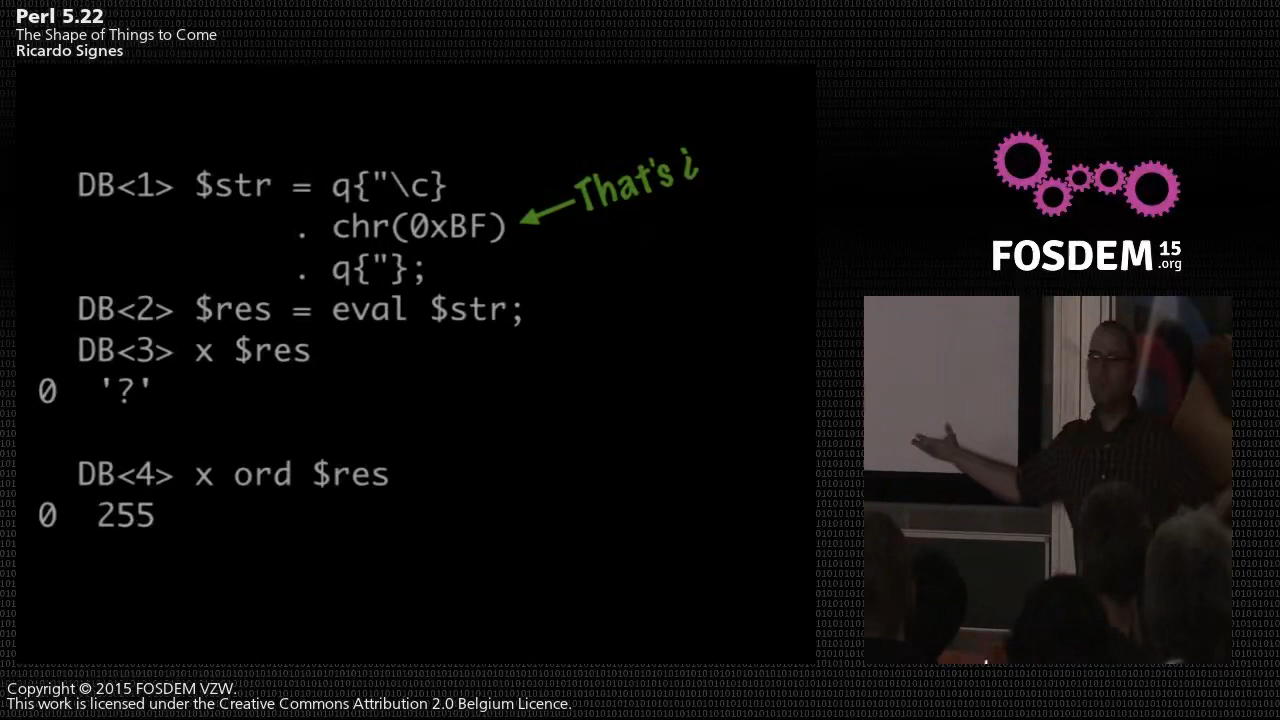 Perl 5.22
The Shape of Things to Come
Ricardo Signes
DB<1> $str = q{"\c}
. chr(0xBF)
. q{"};
That's ¿
DB<2> $res = eval $str;
DB<3> x $res
0 '?'
DB<4> x ord $res
0 255
FOSDEM 15
.org
Copyright © 2015 FOSDEM VZW.
This work is licensed under the Creative Commons Attribution 2.0 Belgium Licence.